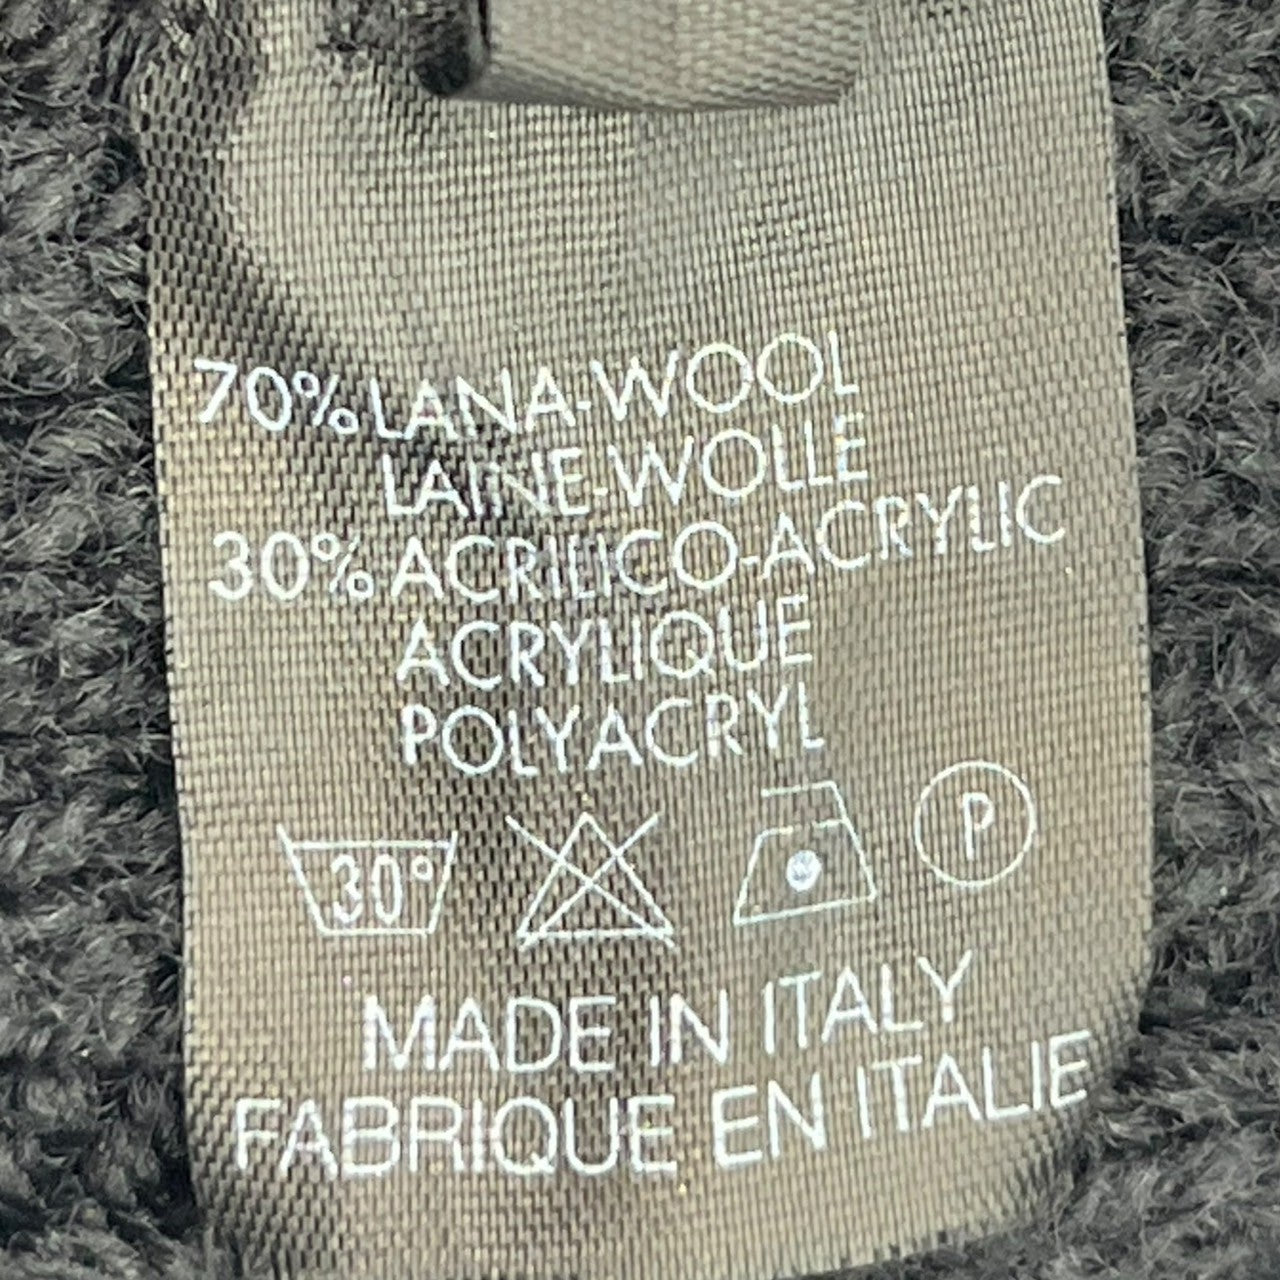 70% LANA-WOOL
LAINE-WOLLE
30% ACRILICO-ACRYLIC
ACRYLIQUE
POLYACRYL
30° P
MADE IN ITALY
FABRIQUE EN ITALIE